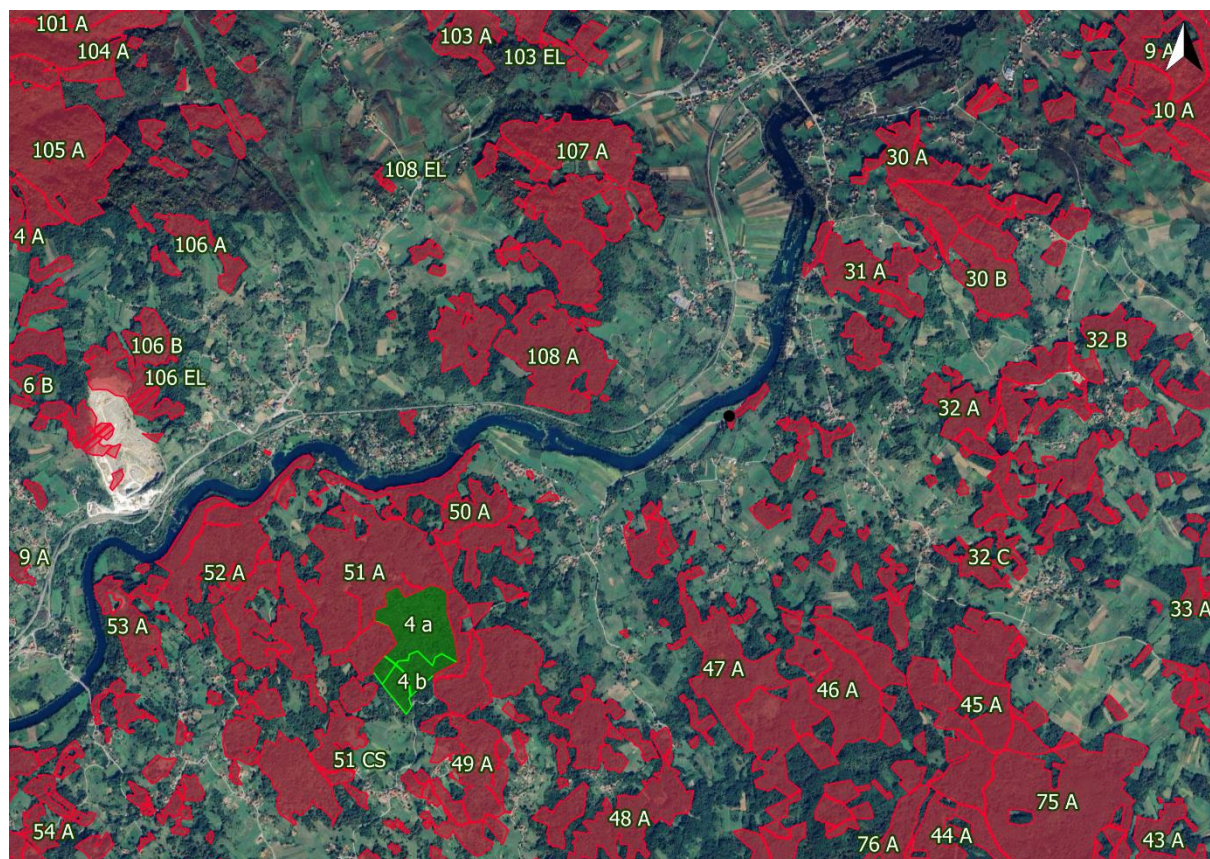 101 A
104 A
103 A
103 EL
9 A
10 A
105 A
108 EL
107 A
30 A
4 A
106 A
31 A
30 B
106 B
106 EL
6 B
108 A
32 B
32 A
50 A
9 A
52 A
51 A
32 C
53 A
4 a
33 A
4 b
47 A
46 A
45 A
51 CS
49 A
75 A
54 A
48 A
76 A
44 A
43 A